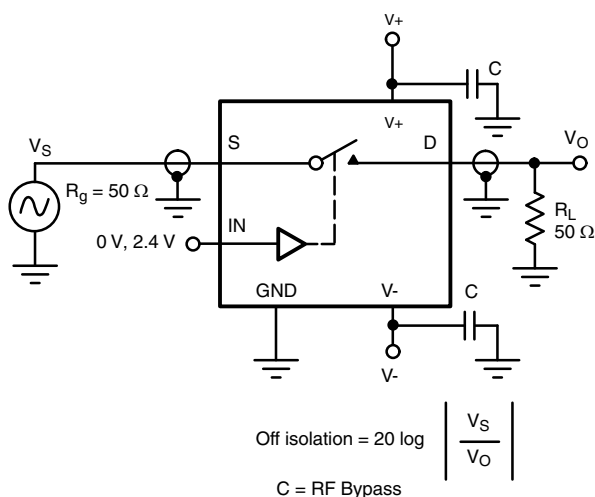 V+
C
V+
V_S
S
D
V_O
R_g = 50 Ω
R_L
50 Ω
0 V, 2.4 V
IN
GND
V-
C
V-
Off isolation = 20 log | V_S / V_O |
C = RF Bypass